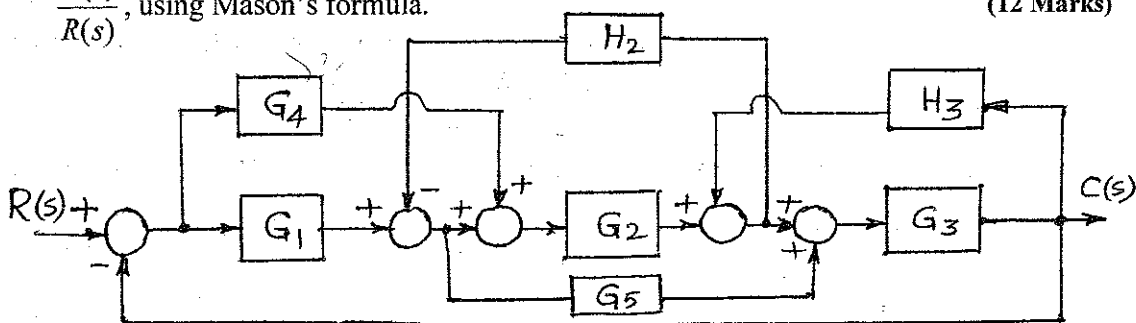 R(s), using Mason's formula. (12 Marks)
H2
G4
H3
R(s) + G1 + - + + G2 + + G3 C(s)
- +
G5